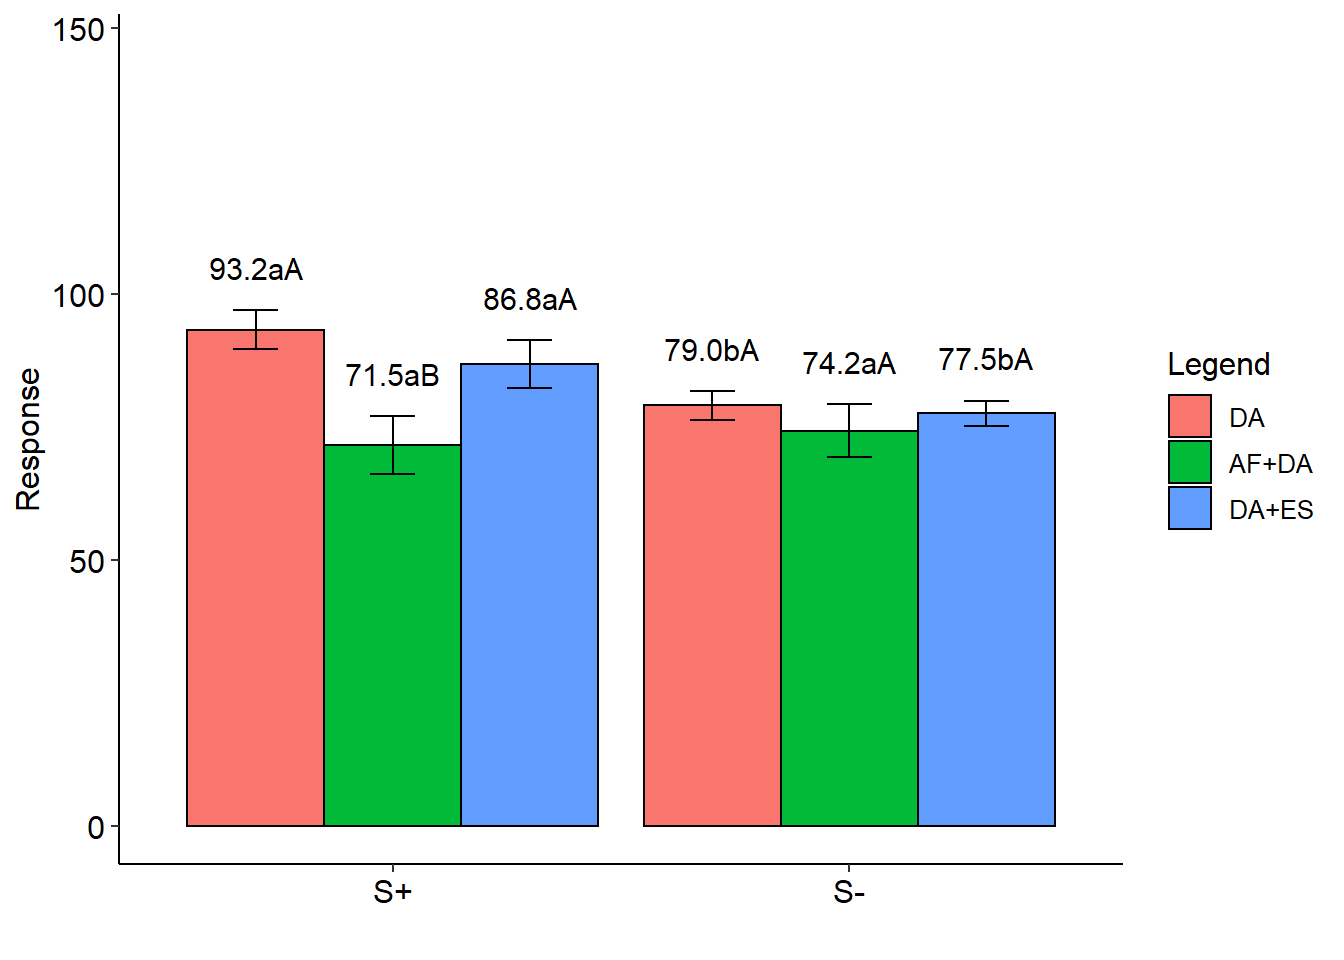 150
100
50
0
Response
93.2aA
71.5aB
86.8aA
79.0bA
74.2aA
77.5bA
S+
S-
Legend
DA
AF+DA
DA+ES